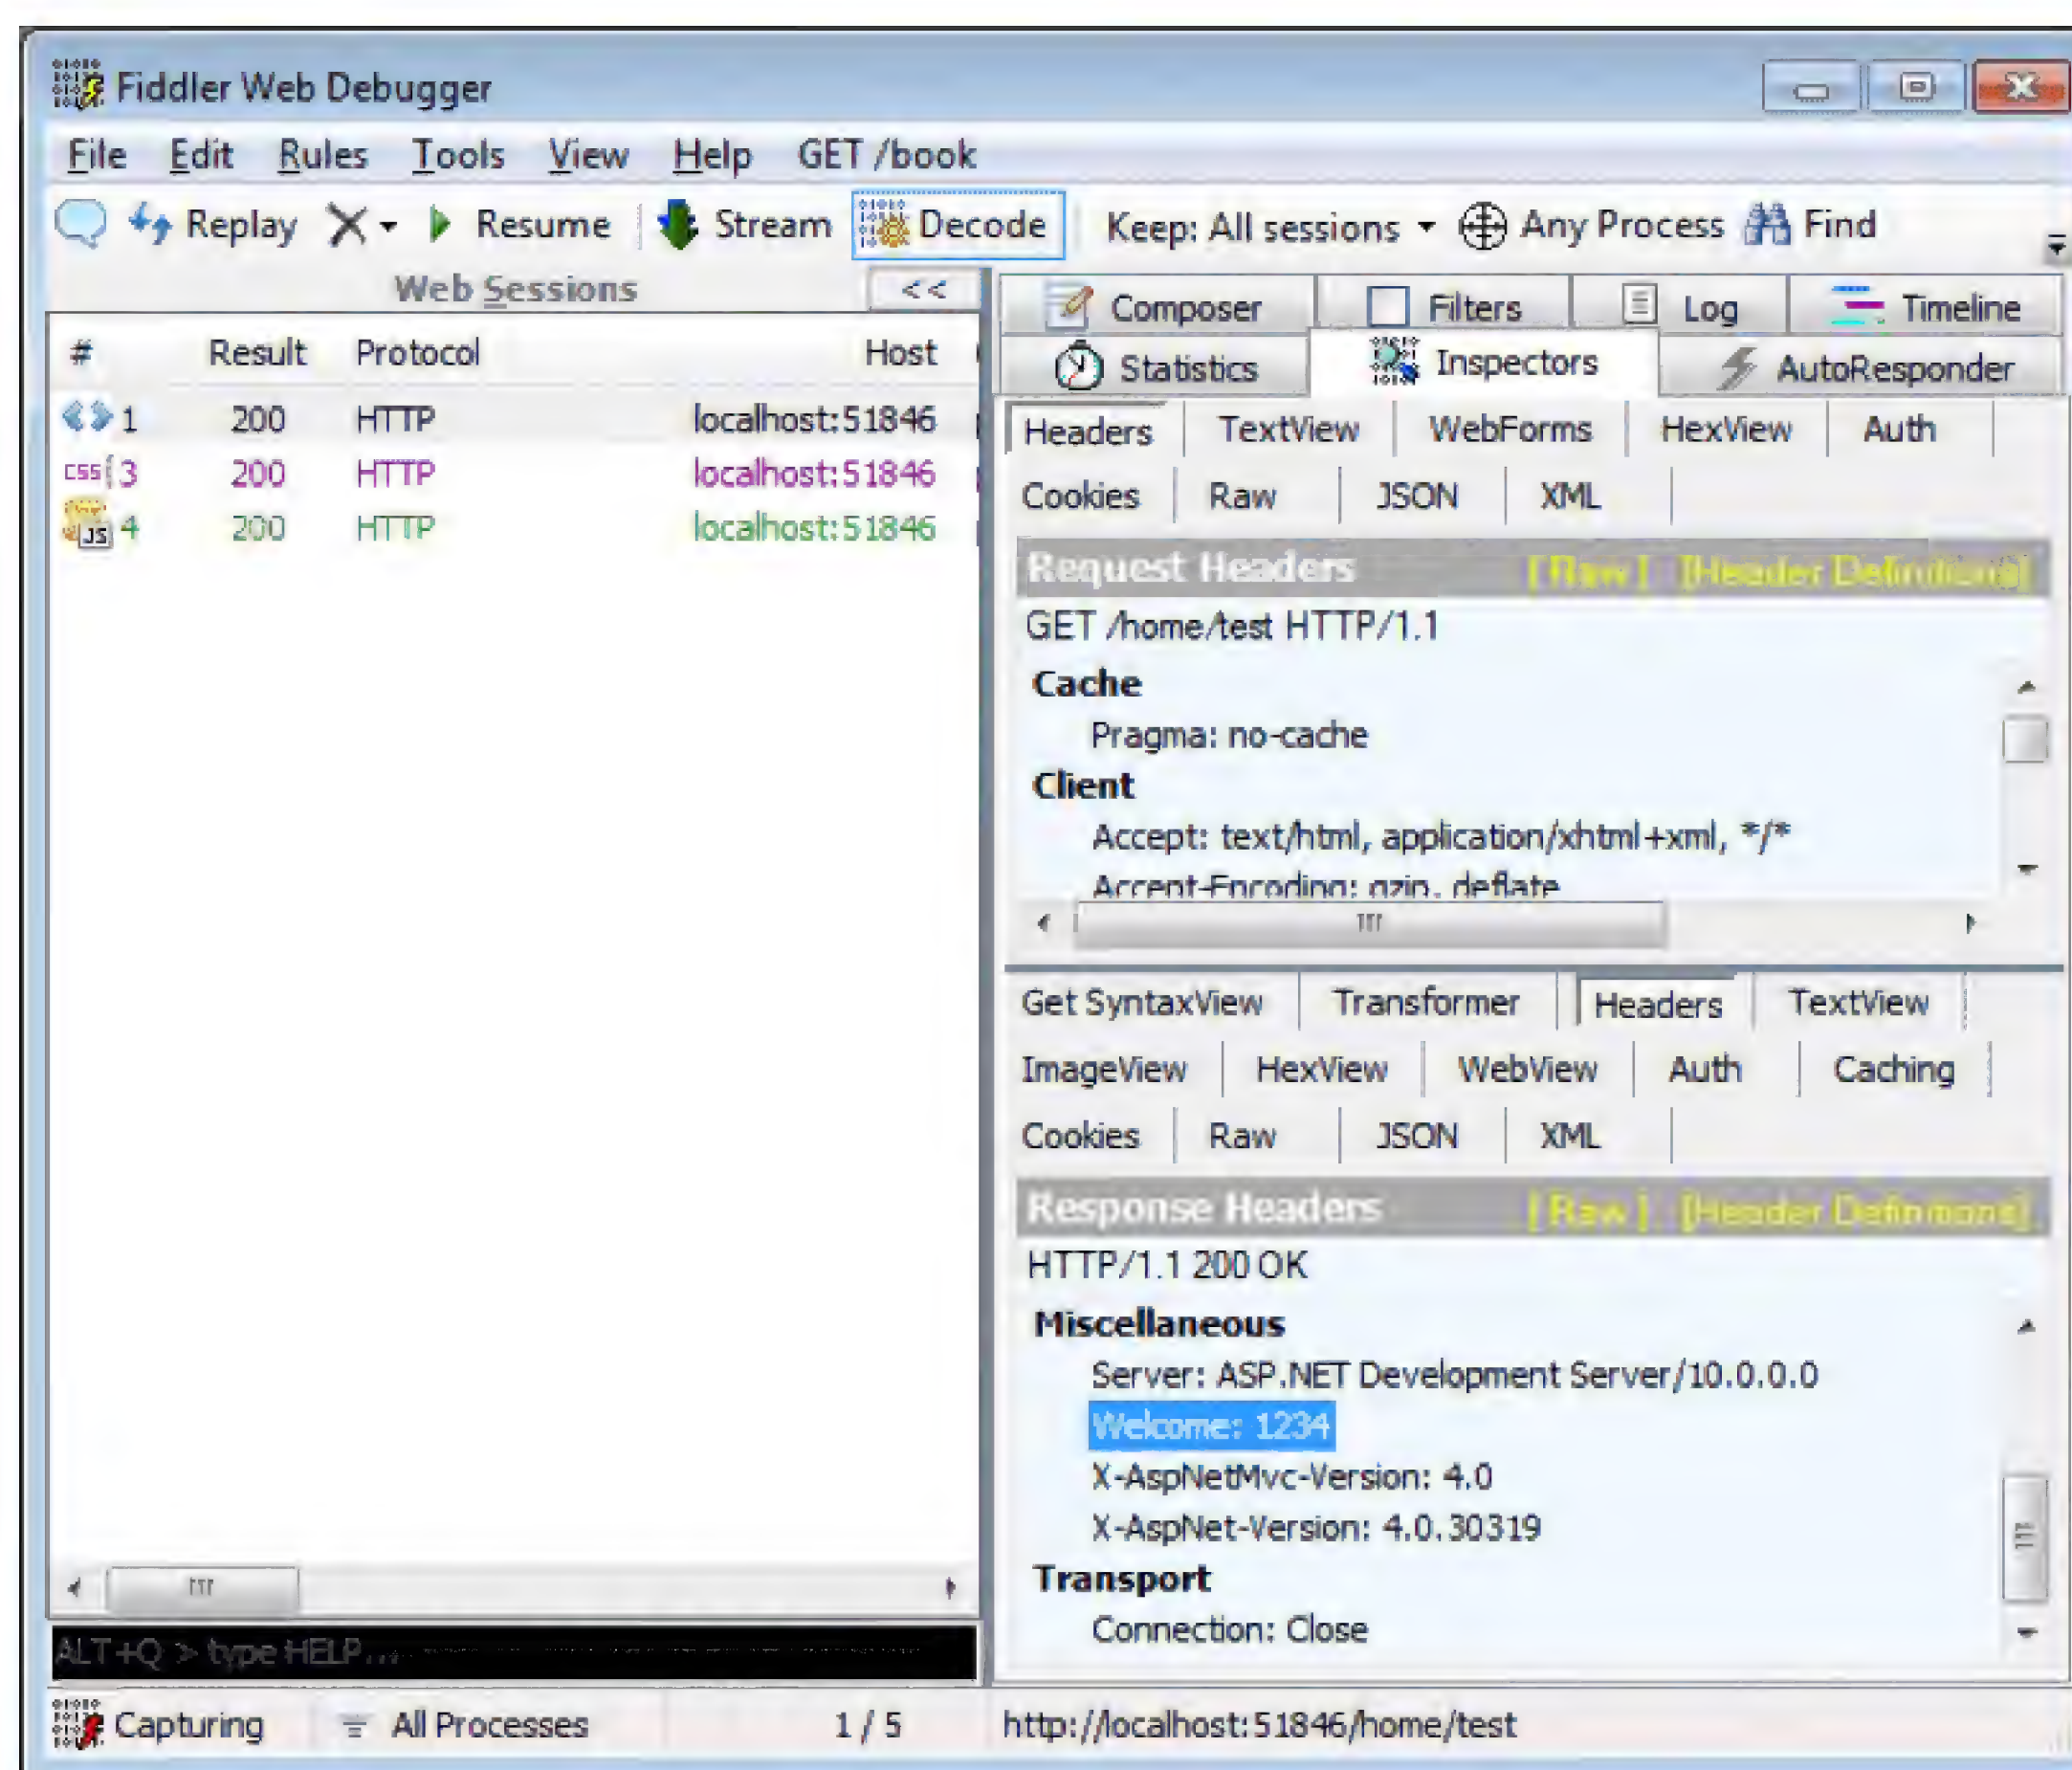 Fiddler Web Debugger
File Edit Rules Tools View Help GET /book
Replay Resume Stream Decode Keep: All sessions Any Process Find
Web Sessions <<
# Result Protocol Host
1 200 HTTP localhost:51846
3 200 HTTP localhost:51846
4 200 HTTP localhost:51846
Composer Filters Log Timeline
Statistics Inspectors AutoResponder
Headers TextView WebForms HexView Auth
Cookies Raw JSON XML
Request Headers [ Raw ] [Header Definitions]
GET /home/test HTTP/1.1
Cache
Pragma: no-cache
Client
Accept: text/html, application/xhtml+xml, */*
Accept-Encoding: gzip, deflate
Get SyntaxView Transformer Headers TextView
ImageView HexView WebView Auth Caching
Cookies Raw JSON XML
Response Headers [ Raw ] [Header Definitions]
HTTP/1.1 200 OK
Miscellaneous
Server: ASP.NET Development Server/10.0.0.0
Welcome: 1234
X-AspNetMvc-Version: 4.0
X-AspNet-Version: 4.0.30319
Transport
Connection: Close
ALT+Q > type HELP...
Capturing All Processes 1 / 5 http://localhost:51846/home/test